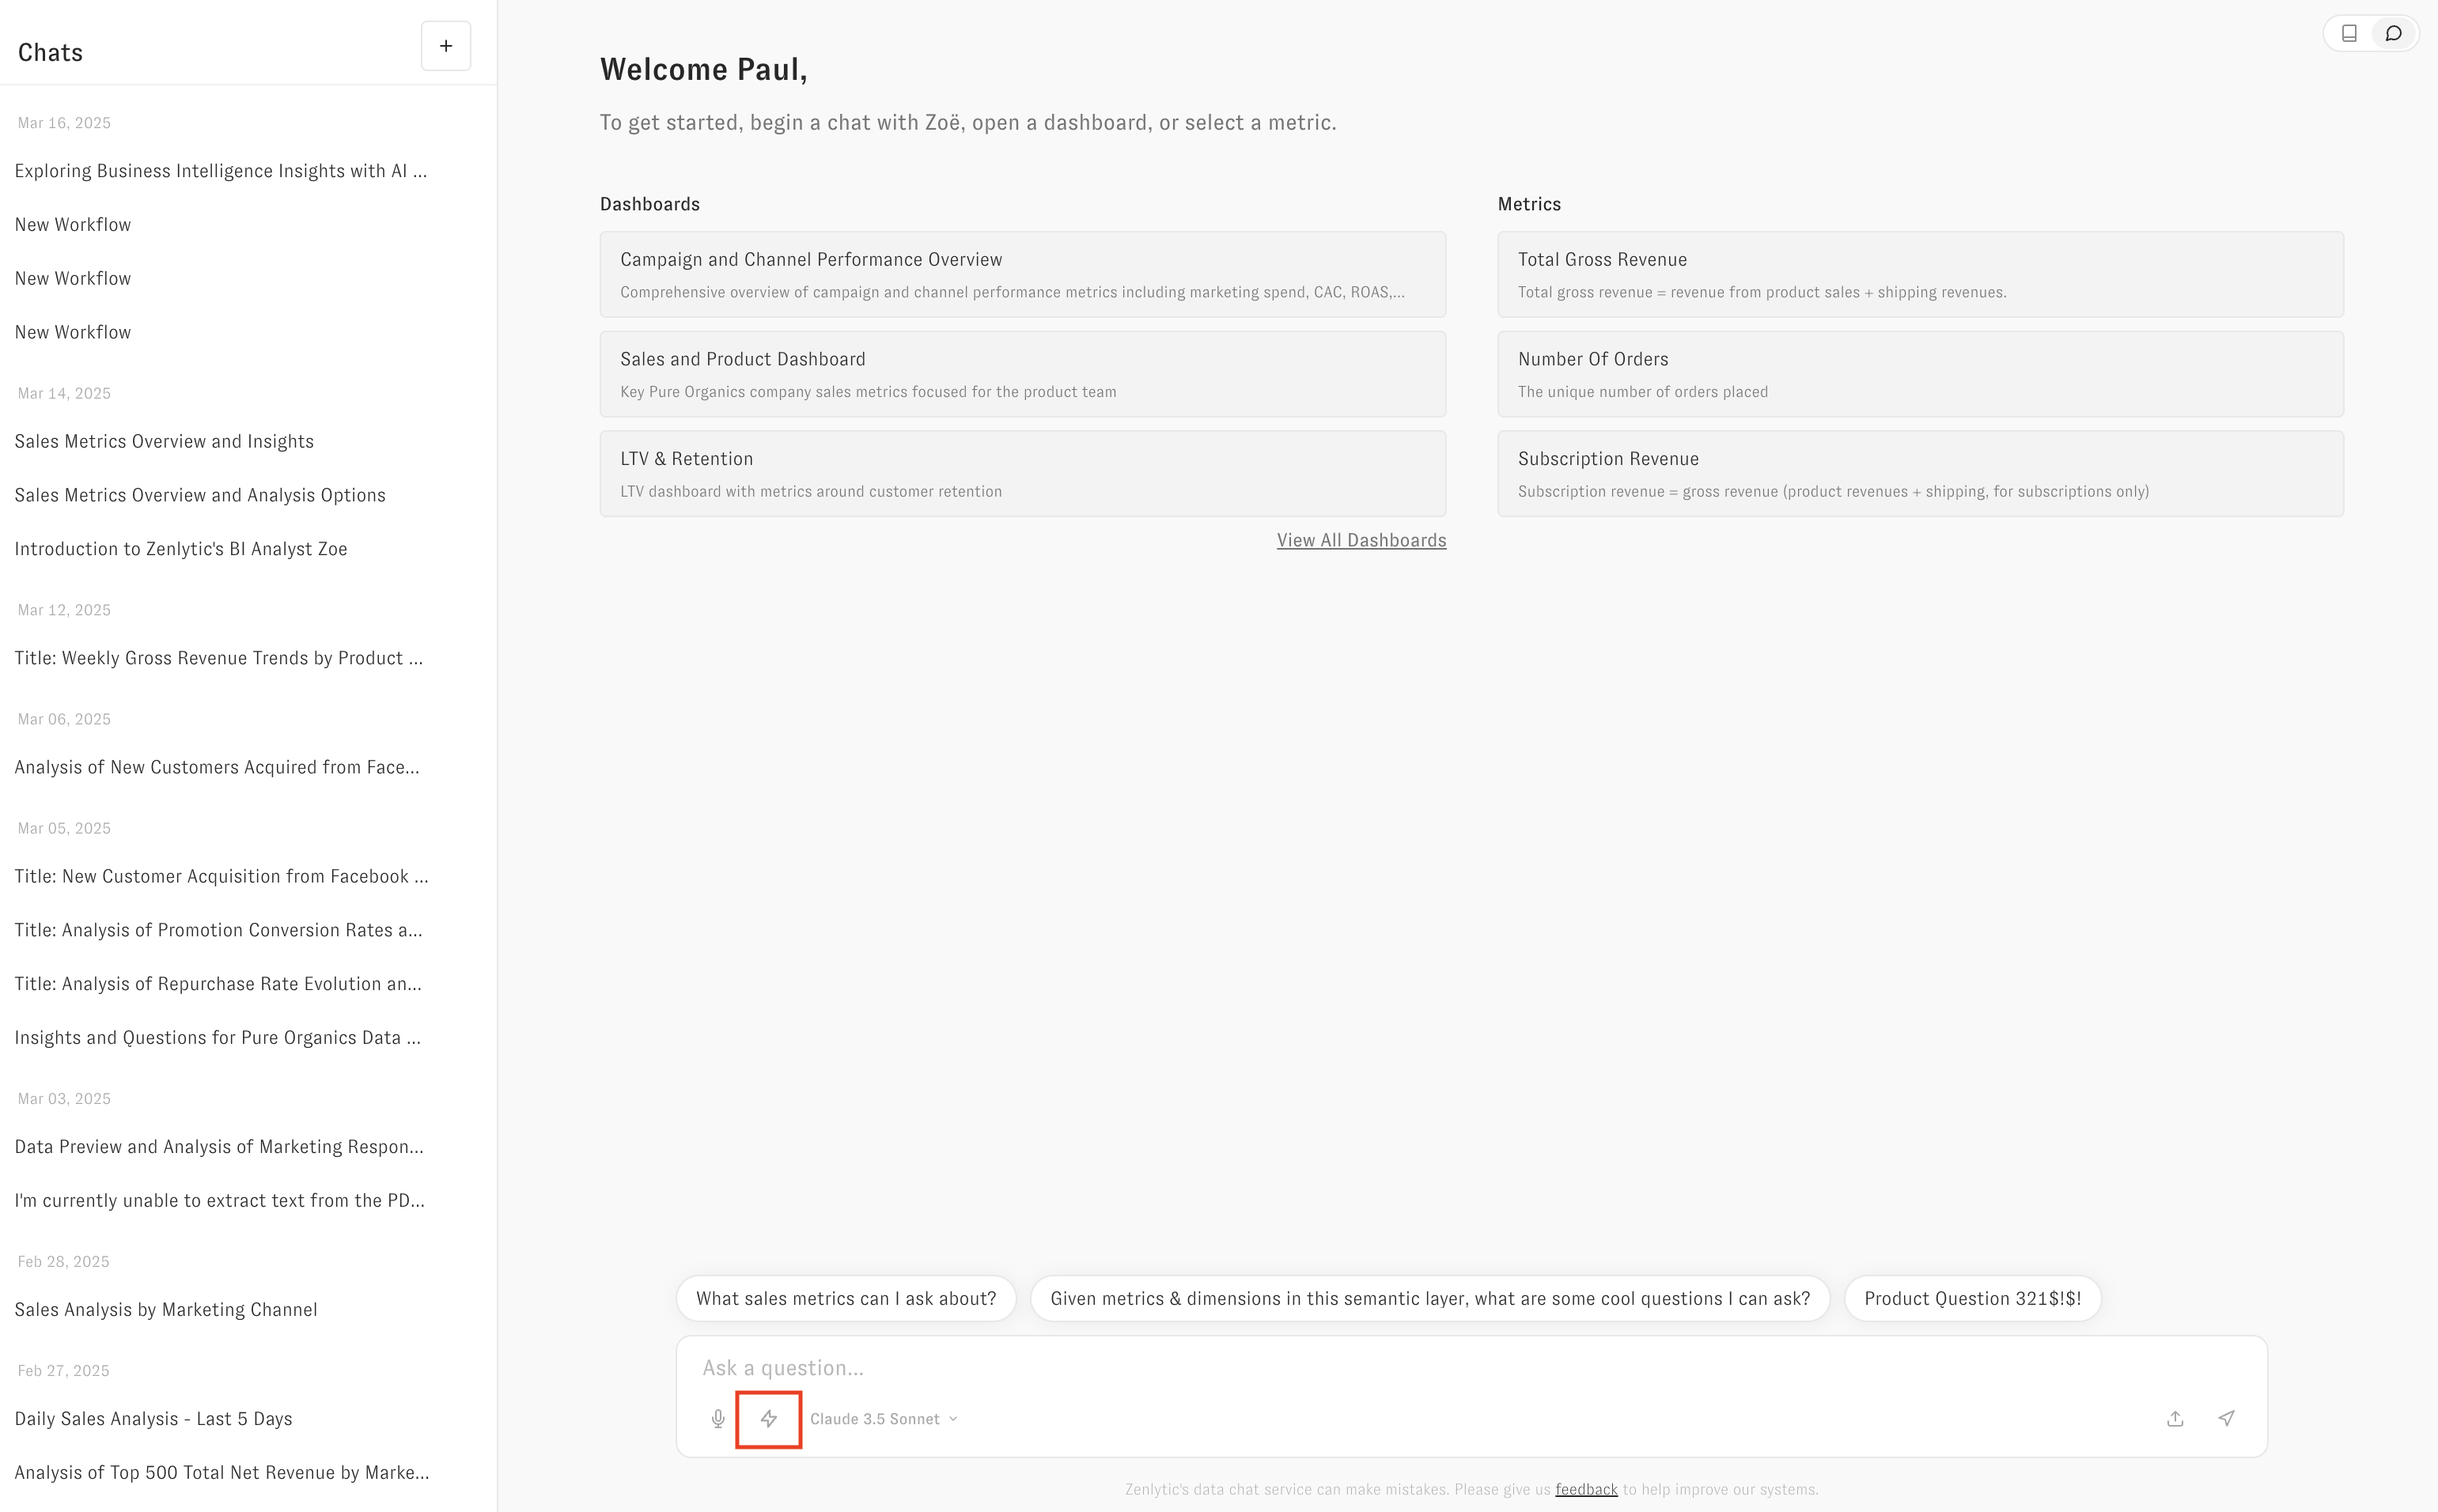 Chats
+
Mar 16, 2025
Exploring Business Intelligence Insights with AI ...
New Workflow
New Workflow
New Workflow
Mar 14, 2025
Sales Metrics Overview and Insights
Sales Metrics Overview and Analysis Options
Introduction to Zenlytic's BI Analyst Zoe
Mar 12, 2025
Title: Weekly Gross Revenue Trends by Product ...
Mar 06, 2025
Analysis of New Customers Acquired from Face...
Mar 05, 2025
Title: New Customer Acquisition from Facebook ...
Title: Analysis of Promotion Conversion Rates a...
Title: Analysis of Repurchase Rate Evolution an...
Insights and Questions for Pure Organics Data ...
Mar 03, 2025
Data Preview and Analysis of Marketing Respon...
I'm currently unable to extract text from the PD...
Feb 28, 2025
Sales Analysis by Marketing Channel
Feb 27, 2025
Daily Sales Analysis - Last 5 Days
Analysis of Top 500 Total Net Revenue by Marke...
Welcome Paul,
To get started, begin a chat with Zoë, open a dashboard, or select a metric.
Dashboards
Campaign and Channel Performance Overview
Comprehensive overview of campaign and channel performance metrics including marketing spend, CAC, ROAS,...
Sales and Product Dashboard
Key Pure Organics company sales metrics focused for the product team
LTV & Retention
LTV dashboard with metrics around customer retention
View All Dashboards
Metrics
Total Gross Revenue
Total gross revenue = revenue from product sales + shipping revenues.
Number Of Orders
The unique number of orders placed
Subscription Revenue
Subscription revenue = gross revenue (product revenues + shipping, for subscriptions only)
What sales metrics can I ask about?
Given metrics & dimensions in this semantic layer, what are some cool questions I can ask?
Product Question 321$!$!
Ask a question...
Claude 3.5 Sonnet
Zenlytic's data chat service can make mistakes. Please give us feedback to help improve our systems.